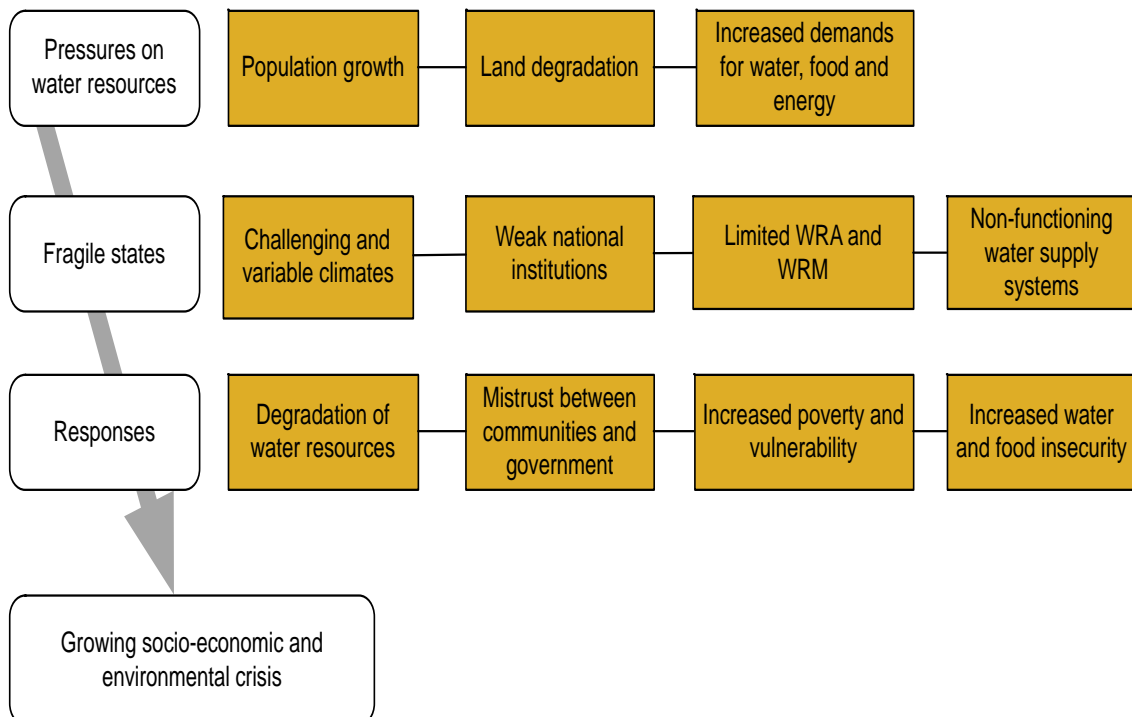 Pressures on
water resources
Population growth
Land degradation
Increased demands
for water, food and
energy
Fragile states
Challenging and
variable climates
Weak national
institutions
Limited WRA and
WRM
Non-functioning
water supply
systems
Responses
Degradation of
water resources
Mistrust between
communities and
government
Increased poverty and
vulnerability
Increased water
and food insecurity
Growing socio-economic and
environmental crisis